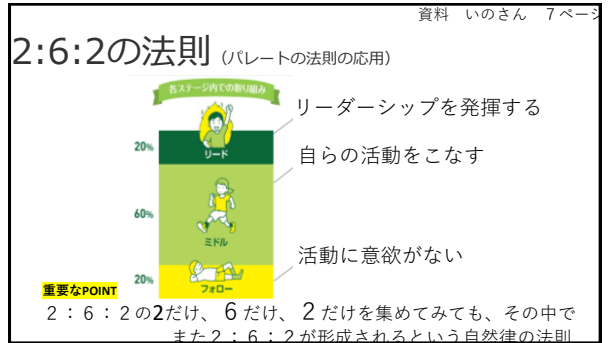 資料　いのさん　７ページ
2:6:2の法則（パレートの法則の応用）
各ステージ内での取り組み
リーダーシップを発揮する
20%
リード
自らの活動をこなす
60%
ミドル
活動に意欲がない
20%
フォロー
重要なPOINT
２：６：２の2だけ、６だけ、２だけを集めてみても、その中で
また２：６：２が形成されるという自然律の法則